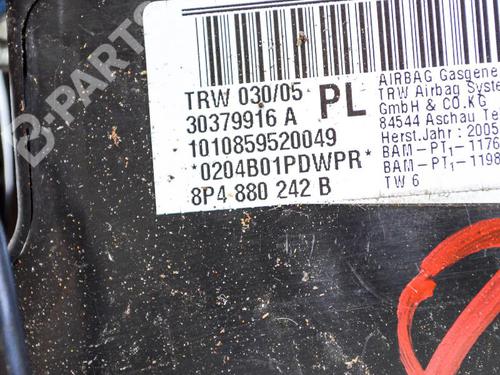 B-PARTS
TRW 030/05 PL
30379916 A
1010859520049
*0204B01PDWPR*
8P4 880 242 B
AIRBAG Gasgene
TRW Airbag Syste
GmbH & CO.KG
84544 Aschau Te
Herst.Jahr: 2005
BAM-PT1-1176
BAM-PT1-1198
TW 6